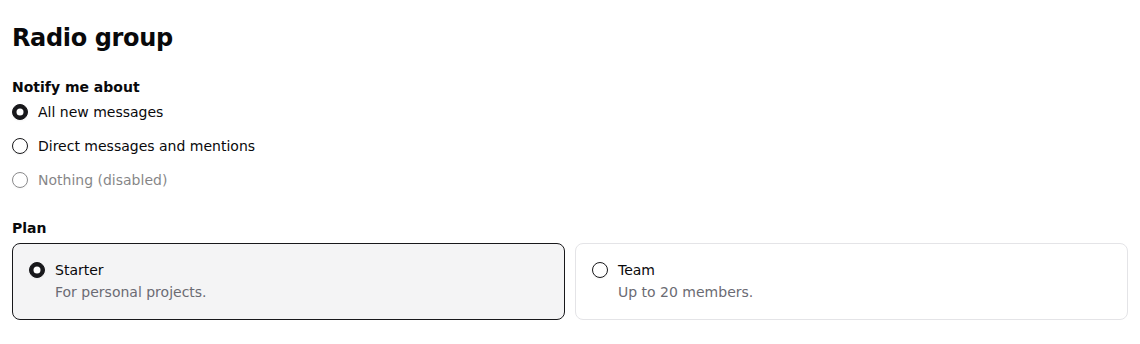 Radio group
Notify me about
All new messages
Direct messages and mentions
Nothing (disabled)
Plan
Starter
For personal projects.
Team
Up to 20 members.